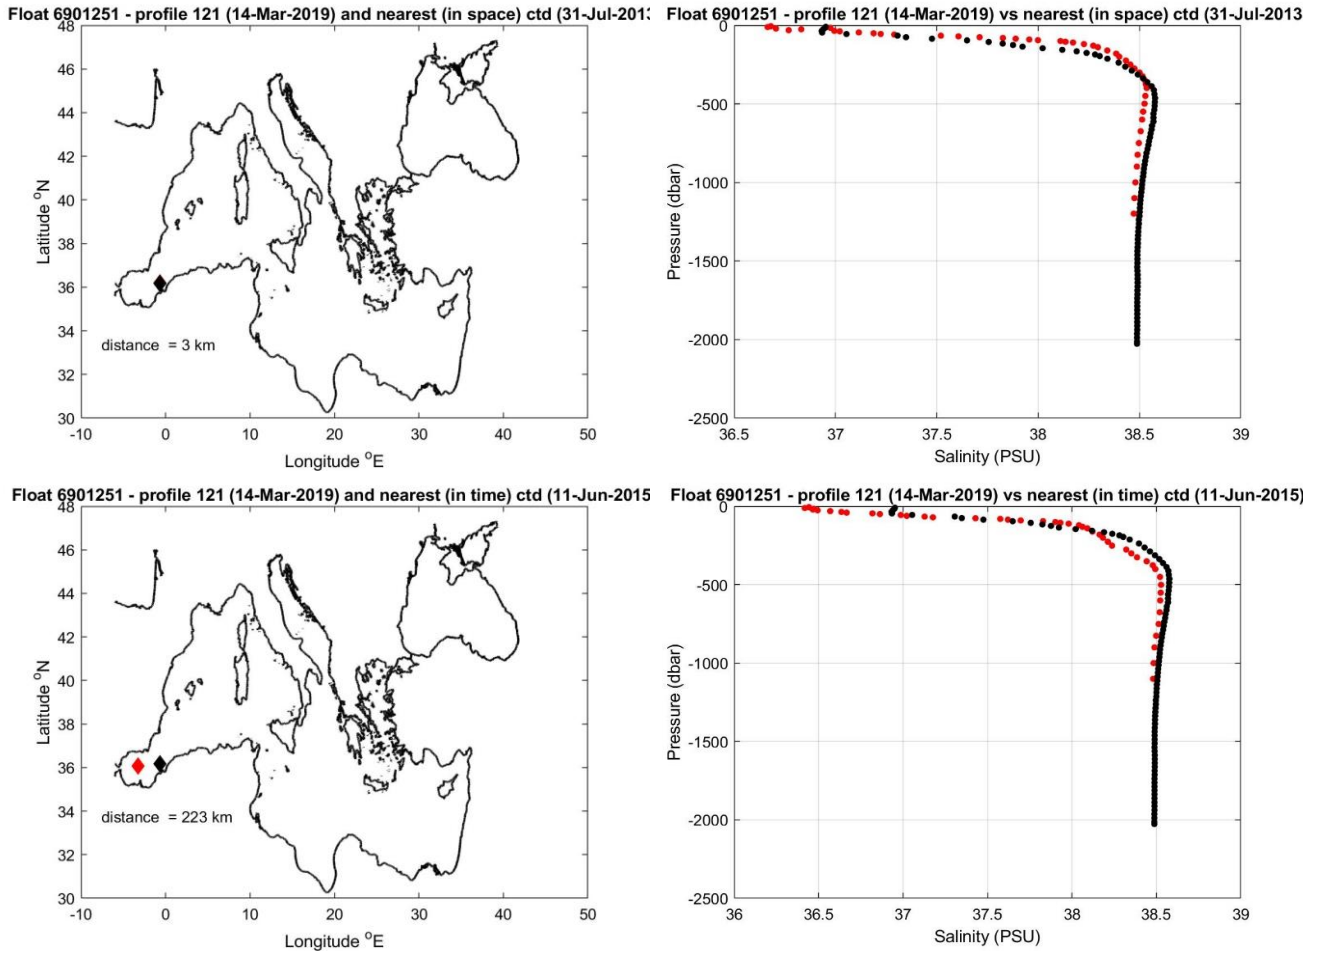 Float 6901251 - profile 121 (14-Mar-2019) and nearest (in space) ctd (31-Jul-2013
48
46
44
42
40
38
36
34
32
30
Latitude °N
distance = 3 km
-10 0 10 20 30 40 50
Longitude °E
Float 6901251 - profile 121 (14-Mar-2019) vs nearest (in space) ctd (31-Jul-2013
0
-500
-1000
-1500
-2000
-2500
Pressure (dbar)
36.5 37 37.5 38 38.5 39
Salinity (PSU)
Float 6901251 - profile 121 (14-Mar-2019) and nearest (in time) ctd (11-Jun-2015
48
46
44
42
40
38
36
34
32
30
Latitude °N
distance = 223 km
-10 0 10 20 30 40 50
Longitude °E
Float 6901251 - profile 121 (14-Mar-2019) vs nearest (in time) ctd (11-Jun-2015)
0
-500
-1000
-1500
-2000
-2500
Pressure (dbar)
36 36.5 37 37.5 38 38.5 39
Salinity (PSU)